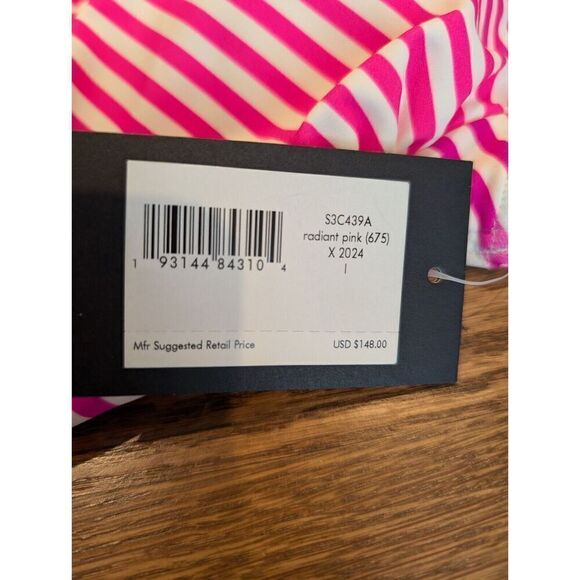 S3C439A
radiant pink (675)
X 2024
l
1 93144 84310 4
Mfr Suggested Retail Price USD $148.00